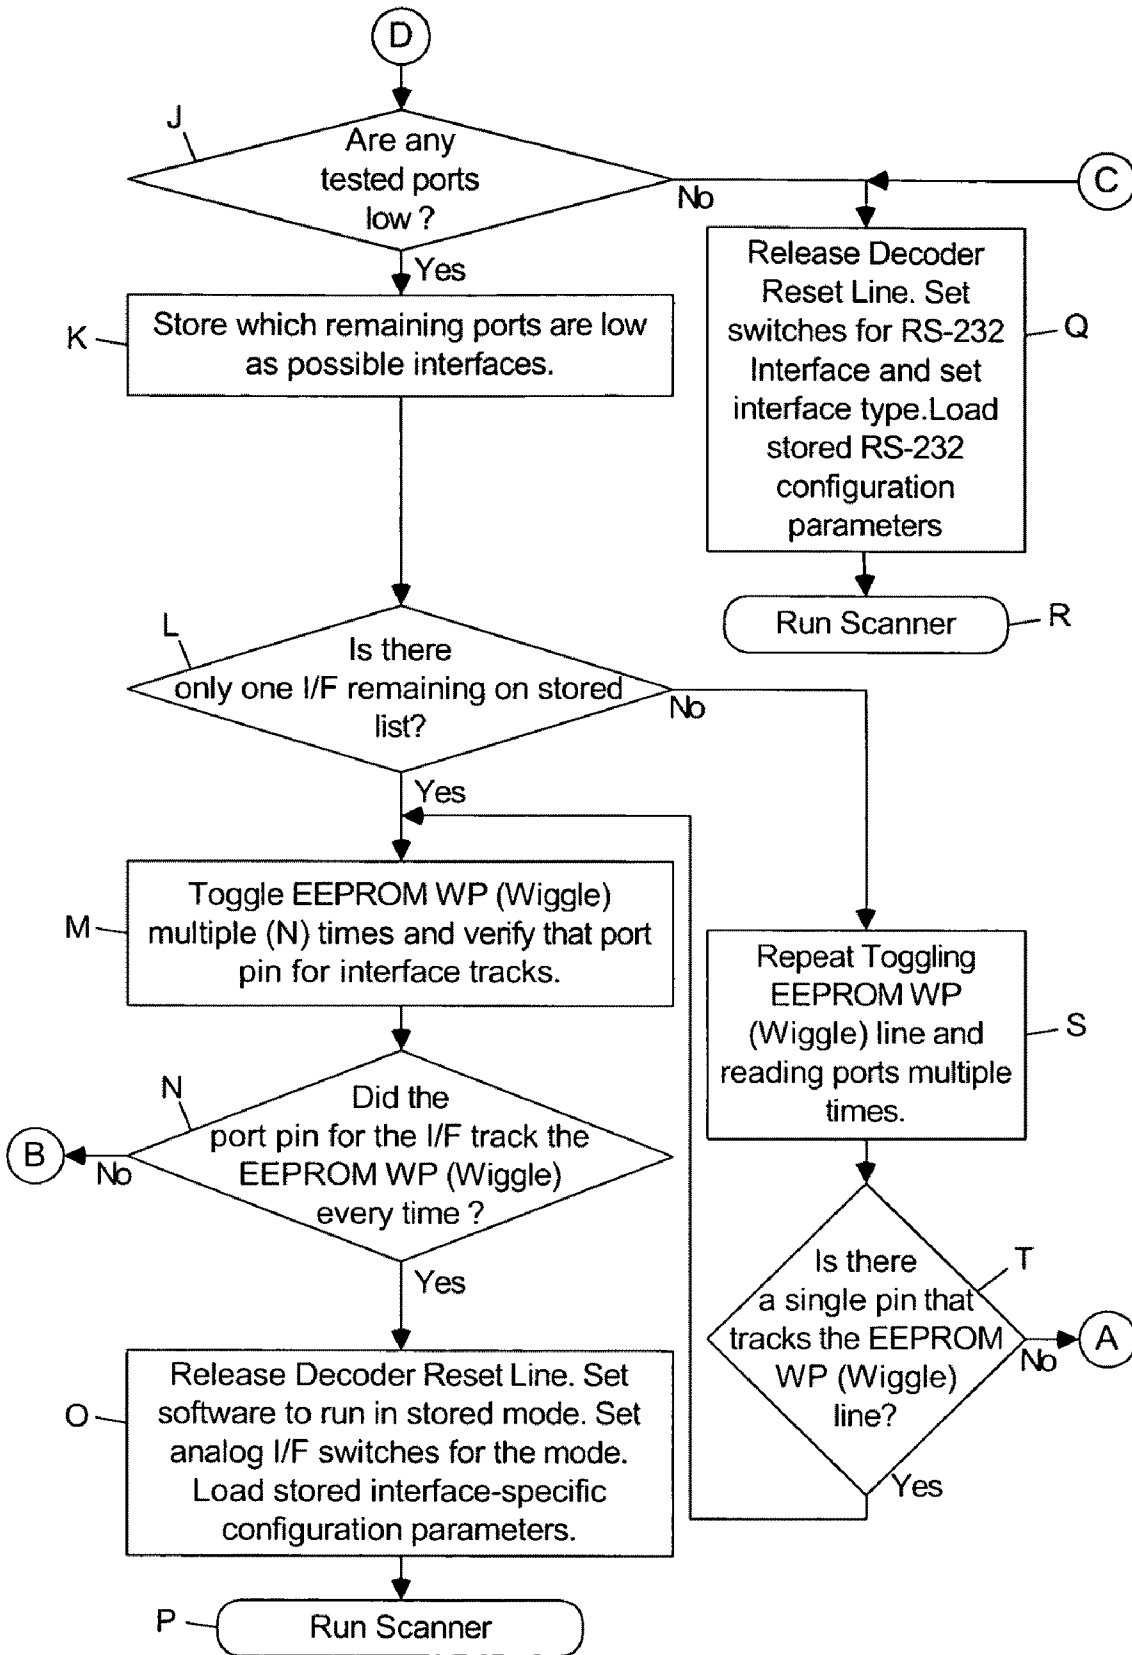 D
J
Are any
tested ports
low ?
No
C
Yes
K
Store which remaining ports are low
as possible interfaces.
Release Decoder
Reset Line. Set
switches for RS-232
Interface and set
interface type.Load
stored RS-232
configuration
parameters
Q
Run Scanner
R
L
Is there
only one I/F remaining on stored
list?
No
Yes
M
Toggle EEPROM WP (Wiggle)
multiple (N) times and verify that port
pin for interface tracks.
Repeat Toggling
EEPROM WP
(Wiggle) line and
reading ports multiple
times.
S
N
Did the
port pin for the I/F track the
EEPROM WP (Wiggle)
every time ?
B
No
Yes
T
Is there
a single pin that
tracks the EEPROM
WP (Wiggle)
line?
No
A
Yes
O
Release Decoder Reset Line. Set
software to run in stored mode. Set
analog I/F switches for the mode.
Load stored interface-specific
configuration parameters.
P
Run Scanner